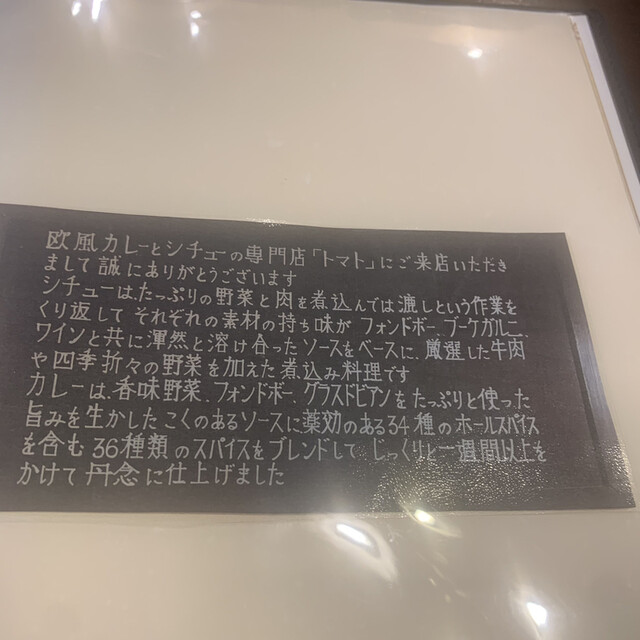 欧風カレーとシチューの専門店「トマト」にご来店いただき
まして誠にありがとうございます
シチューは、たっぷりの野菜と肉を煮込んでは漉しという作業を
くり返して それぞれの素材の持ち味が フォンドボー、ブーケガルニ、
ワインと共に渾然と溶け合ったソースをベースに、厳選した牛肉
や四季折々の野菜を加えた煮込み料理です
カレーは、香味野菜、フォンドボー、グラスドビアンをたっぷりと使った
旨みを生かした こくのあるソースに薬効のある34種のホールスパイス
を含む 36種類のスパイスをブレンドして、じっくりと一週間以上を
かけて丹念に仕上げました